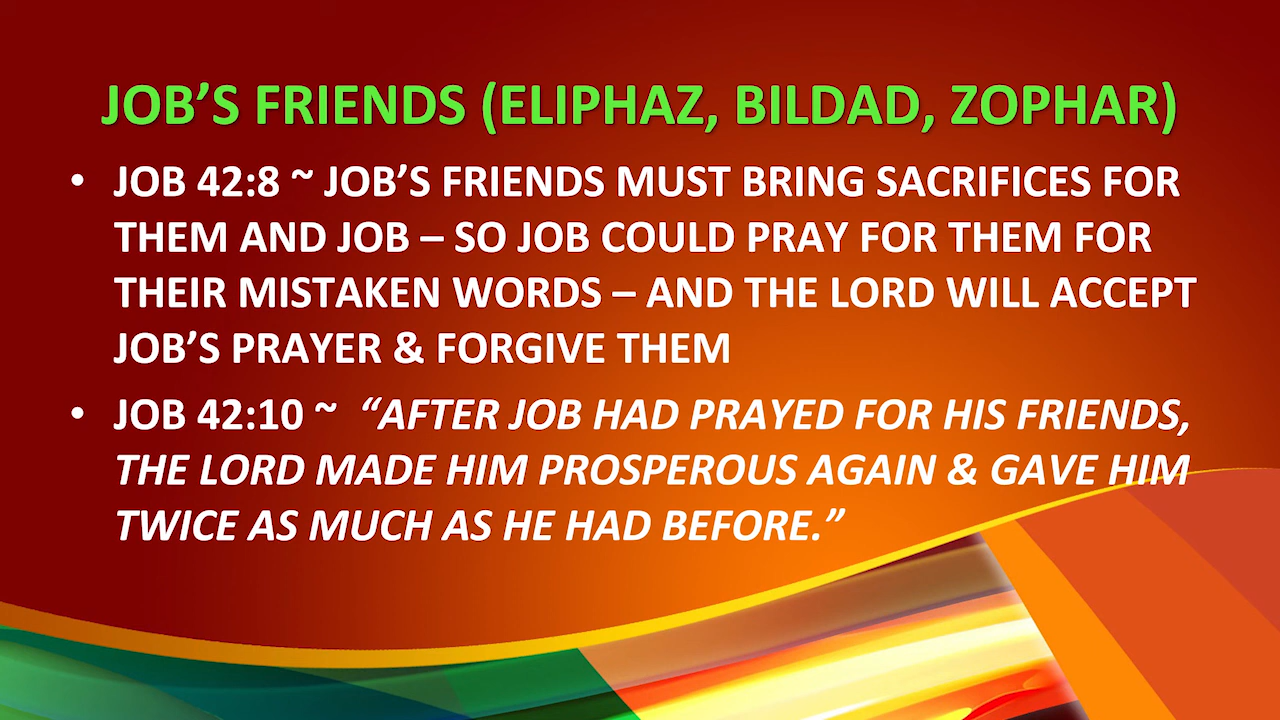 JOB’S FRIENDS (ELIPHAZ, BILDAD, ZOPHAR)
• JOB 42:8 ~ JOB’S FRIENDS MUST BRING SACRIFICES FOR
THEM AND JOB – SO JOB COULD PRAY FOR THEM FOR
THEIR MISTAKEN WORDS – AND THE LORD WILL ACCEPT
JOB’S PRAYER & FORGIVE THEM
• JOB 42:10 ~ “AFTER JOB HAD PRAYED FOR HIS FRIENDS,
THE LORD MADE HIM PROSPEROUS AGAIN & GAVE HIM
TWICE AS MUCH AS HE HAD BEFORE.”